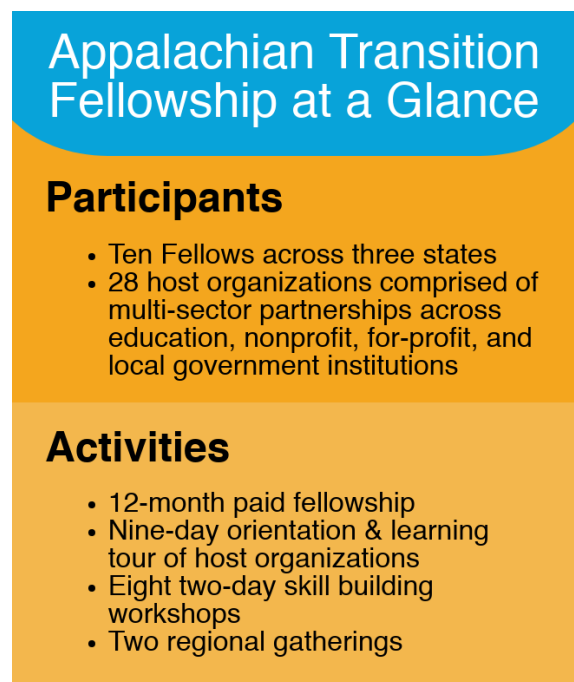 Appalachian Transition
Fellowship at a Glance
Participants
• Ten Fellows across three states
• 28 host organizations comprised of
multi-sector partnerships across
education, nonprofit, for-profit, and
local government institutions
Activities
• 12-month paid fellowship
• Nine-day orientation & learning
tour of host organizations
• Eight two-day skill building
workshops
• Two regional gatherings